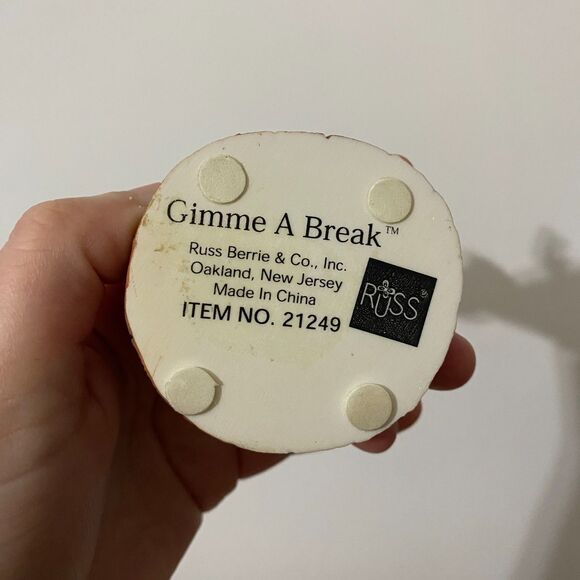 Gimme A Break™
Russ Berrie & Co., Inc.
Oakland, New Jersey
Made In China
ITEM NO. 21249
RUSS®